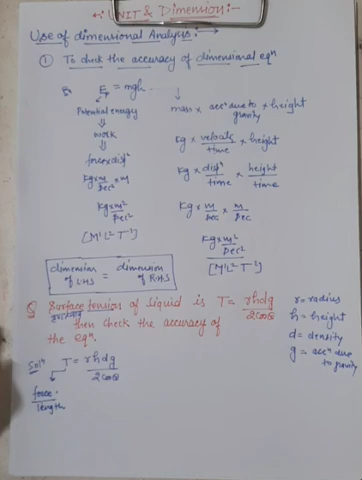 :- UNIT & Dimension :-
Use of dimensional Analysis :-
① To check the accuracy of dimensional eqⁿ
Ex Ep = mgh
Potential energy
work
force × dispⁿ
kg × m/sec² × m
kg × m²/sec²
[M¹L²T⁻²]
mass × accⁿ due to gravity × height
kg × velocity/time × height
kg × dispⁿ/time × height/time
kg × m/sec × m/sec
kg × m²/sec²
[M¹L²T⁻²]
dimension of LHS = dimension of RHS
Q Surface tension of liquid is T = rhdg/2cosθ
then check the accuracy of
the eqⁿ.
r = radius
h = height
d = density
g = accⁿ due to gravity
Solⁿ T = rhdg/2cosθ
force/length